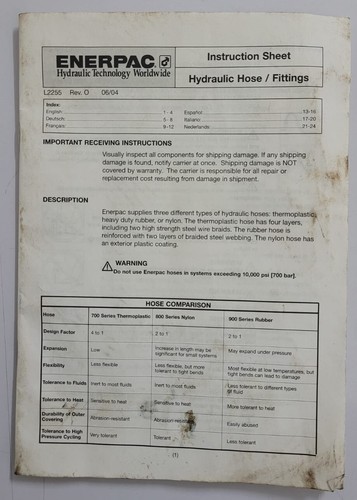 ENERPAC
Hydraulic Technology Worldwide
Instruction Sheet
Hydraulic Hose / Fittings
L2255 Rev. O 06/04
Index:
English: 1 - 4 Español: 13-16
Deutsch: 5 - 8 Italiano: 17-20
Français: 9-12 Nederlands: 21-24
IMPORTANT RECEIVING INSTRUCTIONS
Visually inspect all components for shipping damage. If any shipping
damage is found, notify carrier at once. Shipping damage is NOT
covered by warranty. The carrier is responsible for all repair or
replacement cost resulting from damage in shipment.
DESCRIPTION
Enerpac supplies three different types of hydraulic hoses: thermoplastic,
heavy duty rubber, or nylon. The thermoplastic hose has four layers,
including two high strength steel wire braids. The rubber hose is
reinforced with two layers of braided steel webbing. The nylon hose has
an exterior plastic coating.
WARNING
Do not use Enerpac hoses in systems exceeding 10,000 psi [700 bar].
HOSE COMPARISON
Hose 700 Series Thermoplastic 800 Series Nylon 900 Series Rubber
Design Factor 4 to 1 2 to 1 2 to 1
Expansion Low Increase in length may be significant for small systems May expand under pressure
Flexibility Less flexible Less flexible, but more tolerant to tight bends Most flexible at low temperatures, but tight bends can lead to damage
Tolerance to Fluids Inert to most fluids Inert to most fluids Less tolerant to different types of fluid
Tolerance to Heat Sensitive to heat Sensitive to heat More tolerant to heat
Durability of Outer Covering Abrasion-resistant Abrasion-resistant Easily abused
Tolerance to High Pressure Cycling Very tolerant Tolerant Less tolerant
(1)